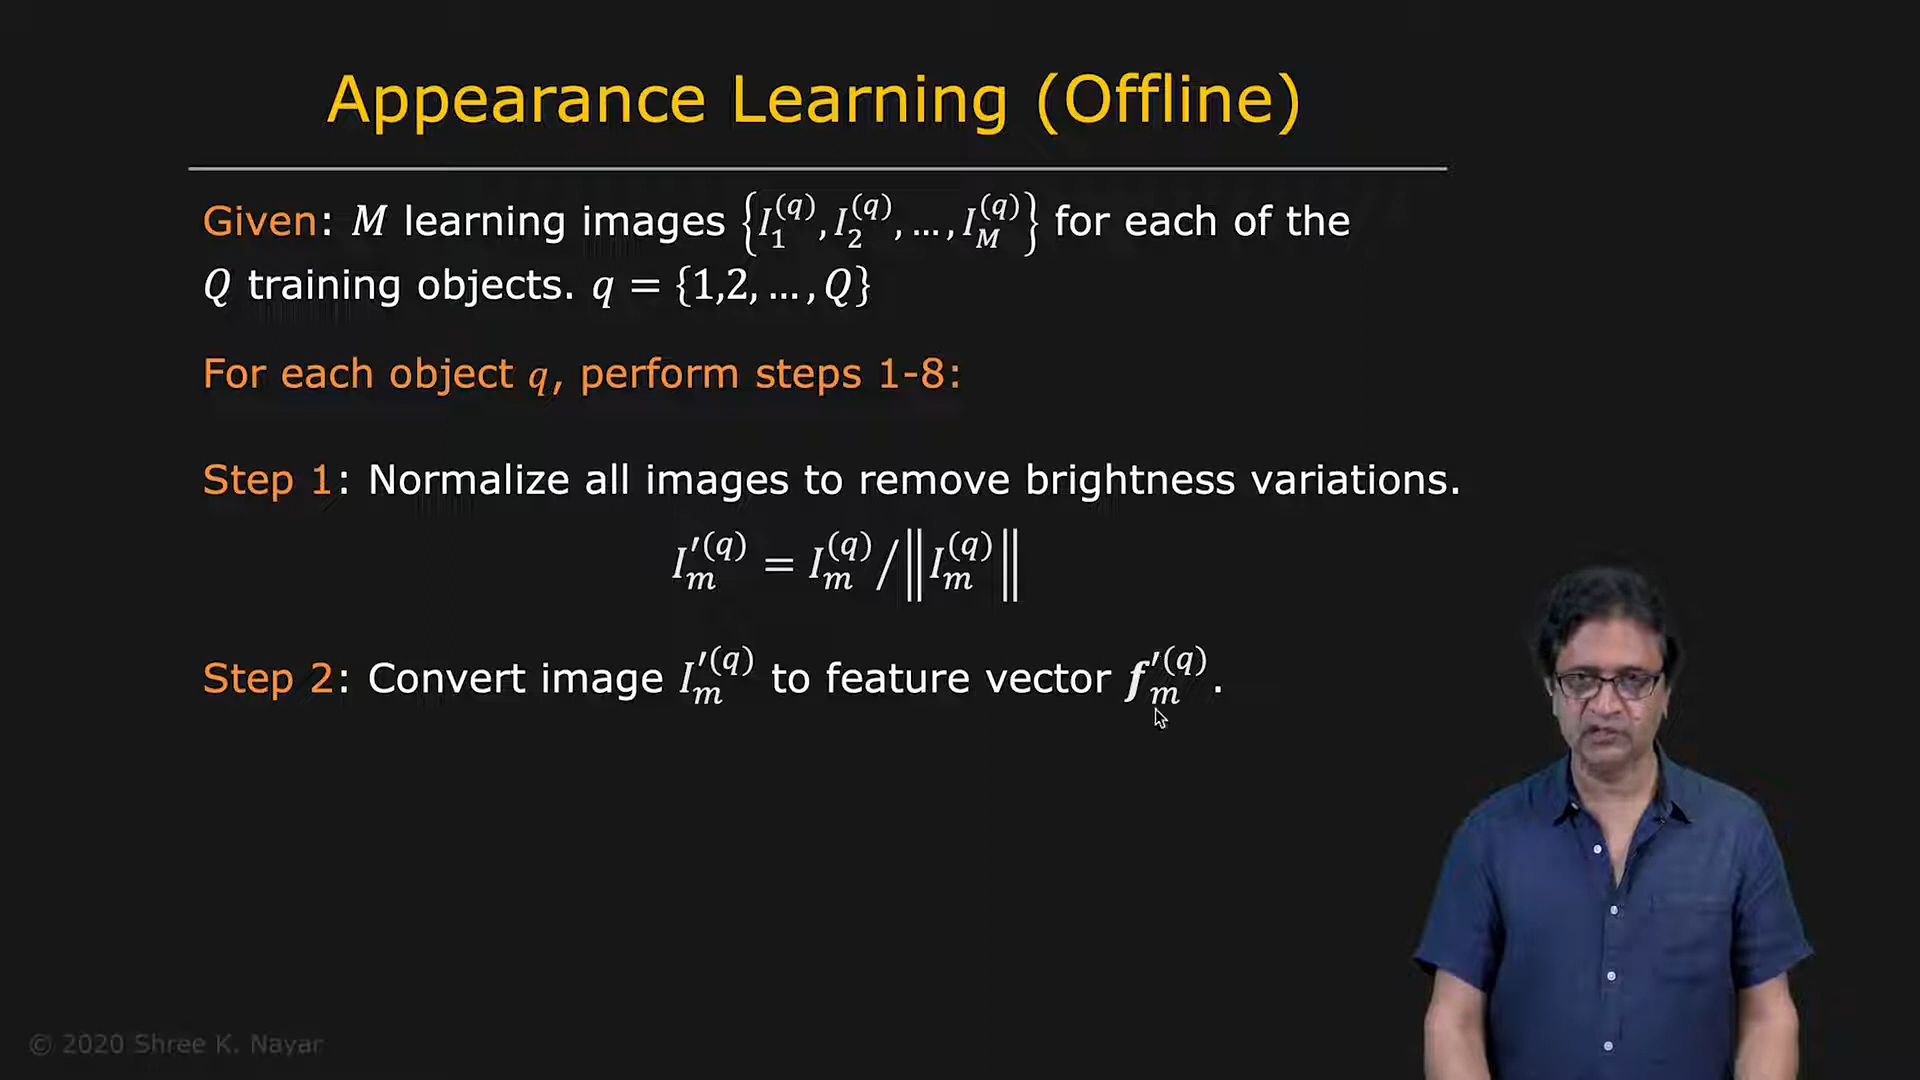 Appearance Learning (Offline)
Given: M learning images {I₁⁽q⁾, I₂⁽q⁾, ..., I_M⁽q⁾} for each of the
Q training objects. q = {1,2, ... , Q}
For each object q, perform steps 1-8:
Step 1: Normalize all images to remove brightness variations.
I′_m⁽q⁾ = I_m⁽q⁾/‖I_m⁽q⁾‖
Step 2: Convert image I′_m⁽q⁾ to feature vector f′_m⁽q⁾.
© 2020 Shree K. Nayar